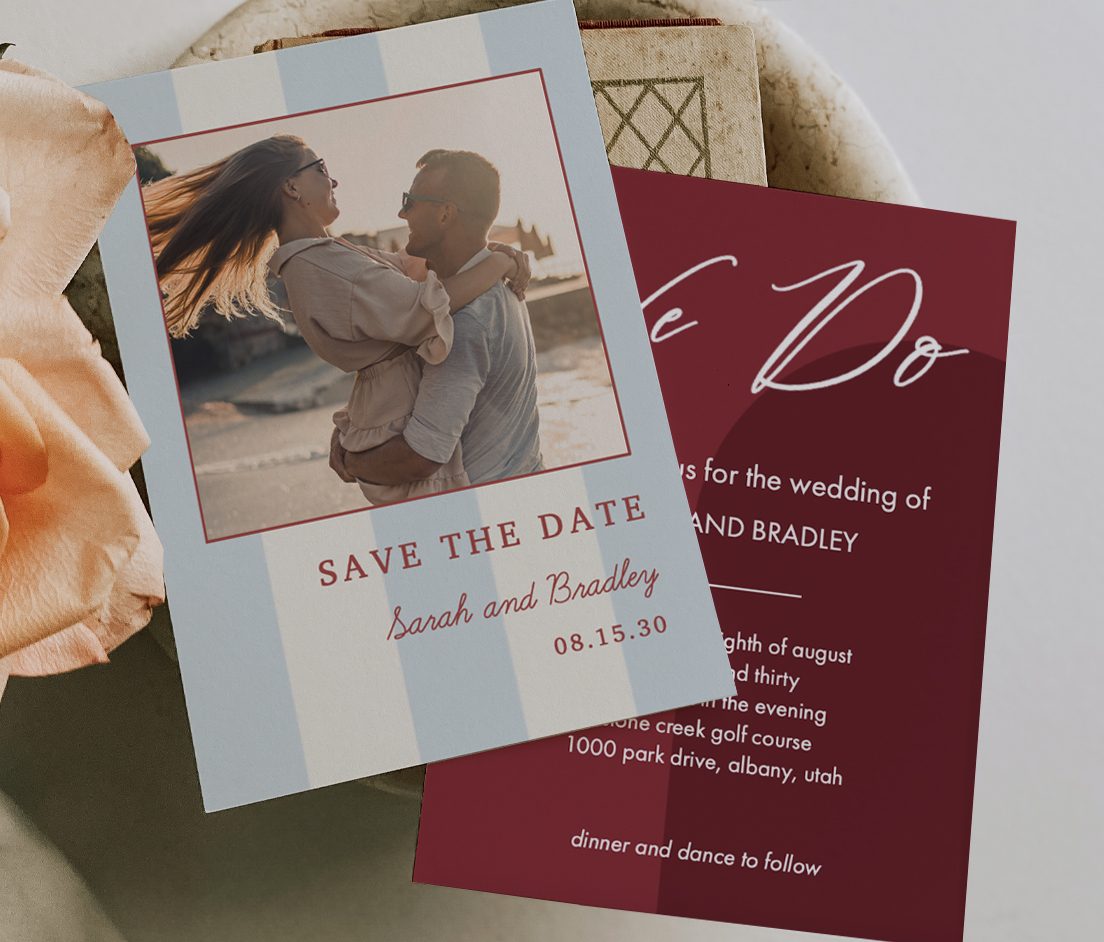 SAVE THE DATE
Sarah and Bradley
08.15.30
Do
for the wedding of
AND BRADLEY
of august
thirty
the evening
creek golf course
1000 park drive, albany, utah
dinner and dance to follow